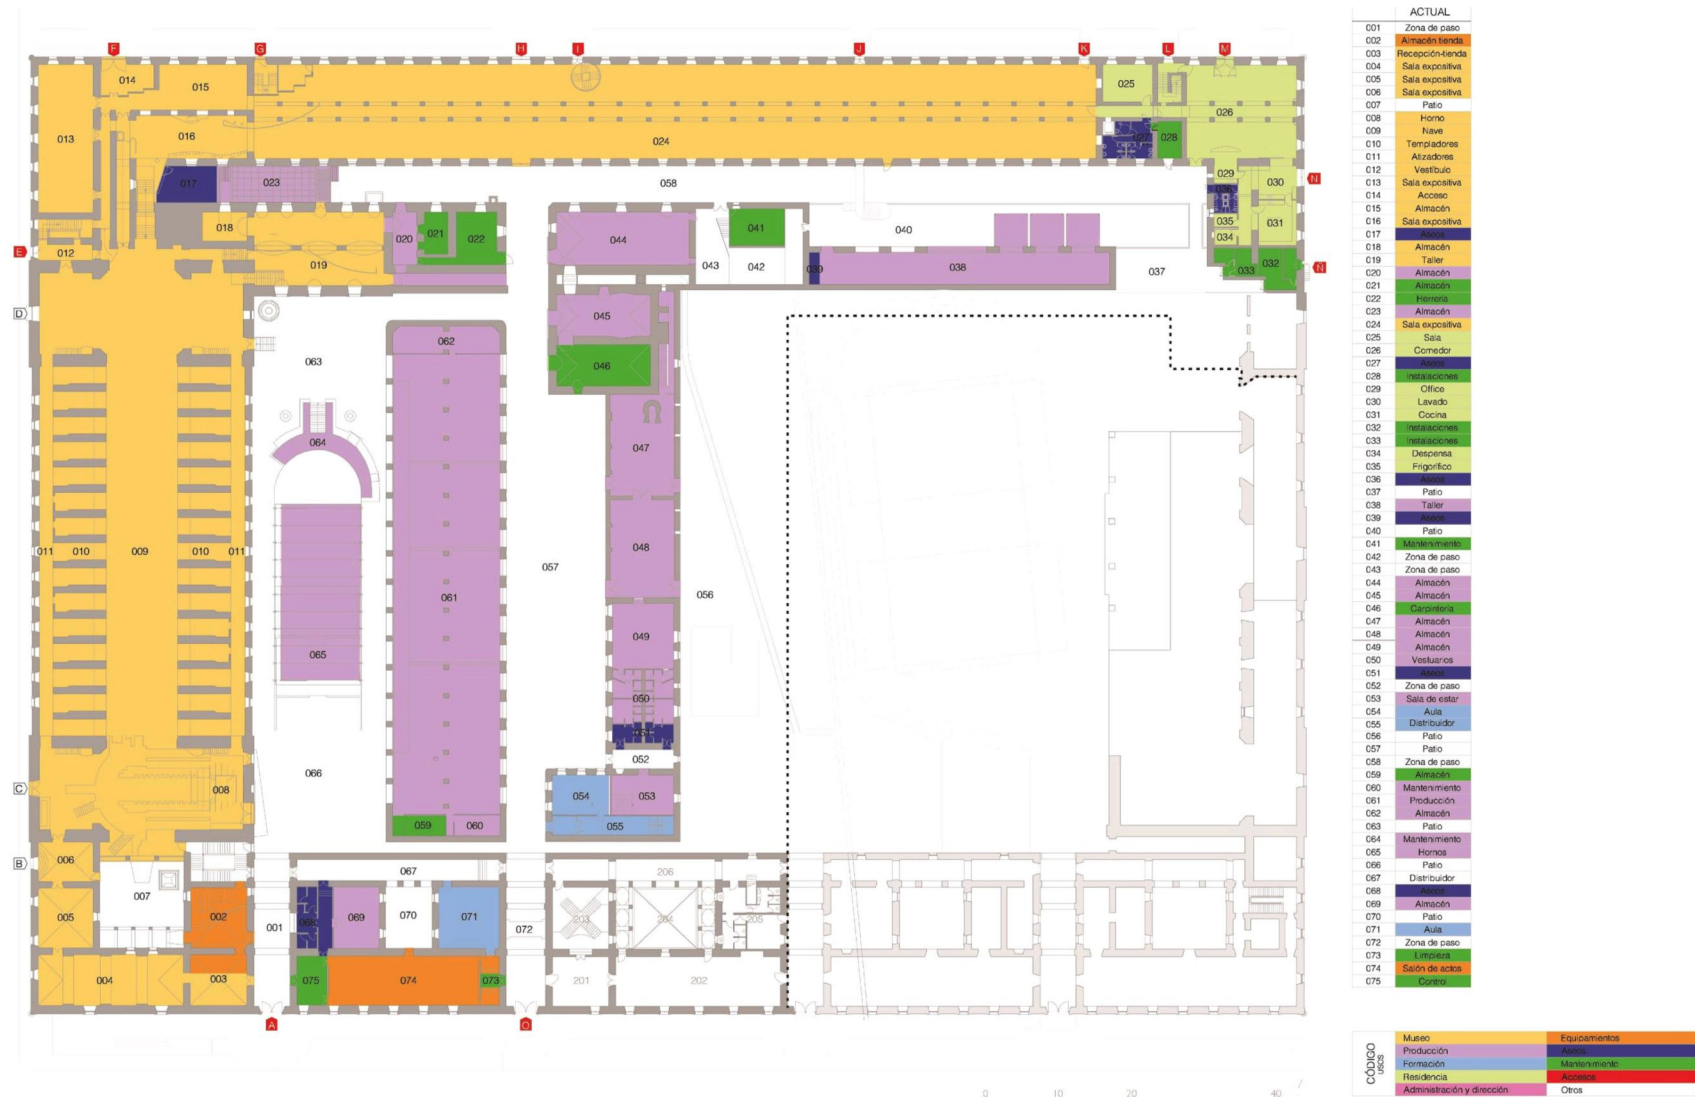 ACTUAL
001 Zona de paso
002 Almacén tienda
003 Recepción-tienda
004 Sala expositiva
005 Sala expositiva
006 Sala expositiva
007 Patio
008 Horno
009 Nave
010 Templadores
011 Atizadores
012 Vestíbulo
013 Sala expositiva
014 Acceso
015 Almacén
016 Sala expositiva
017 Aseos
018 Almacén
019 Taller
020 Almacén
021 Almacén
022 Herrería
023 Almacén
024 Sala expositiva
025 Sala
026 Comedor
027 Aseos
028 Instalaciones
029 Office
030 Lavado
031 Cocina
032 Instalaciones
033 Instalaciones
034 Despensa
035 Frigorífico
036 Aseos
037 Patio
038 Taller
039 Aseos
040 Patio
041 Mantenimiento
042 Zona de paso
043 Zona de paso
044 Almacén
045 Almacén
046 Carpintería
047 Almacén
048 Almacén
049 Almacén
050 Vestuarios
051 Aseos
052 Zona de paso
053 Sala de estar
054 Aula
055 Distribuidor
056 Patio
057 Patio
058 Zona de paso
059 Almacén
060 Mantenimiento
061 Producción
062 Almacén
063 Patio
064 Mantenimiento
065 Hornos
066 Patio
067 Distribuidor
068 Aseos
069 Almacén
070 Patio
071 Aula
072 Zona de paso
073 Limpieza
074 Salón de actos
075 Control
CÓDIGO
USOS
Museo Equipamientos
Producción Aseos
Formación Mantenimiento
Residencia Accesos
Administración y dirección Otros
F G H I J K L M
014 015 025
013 016 024 027 028 026
017 023 058 029 030 N
036
018 020 021 022 044 041 040 035 031
034
E 012 019 043 042 039 038 037 033 032 N
D 045
063 062 046
064 047
011 010 009 010 011 048
057
061 056
049
065
050
051
052
066 C 008 054 053
059 060 055
B 006 067 206
007
005 002 001 068 069 070 071 072 203 204 205
004 003 075 074 073 201 202
A O
0 10 20 40